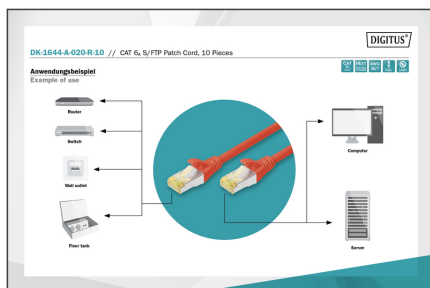 DIGITUS®
DK-1644-A-020-R-10 // CAT 6A S/FTP Patch Cord, 10 Pieces
Anwendungsbeispiel
Example of use
Router
Switch
Wall outlet
Floor tank
Computer
Server